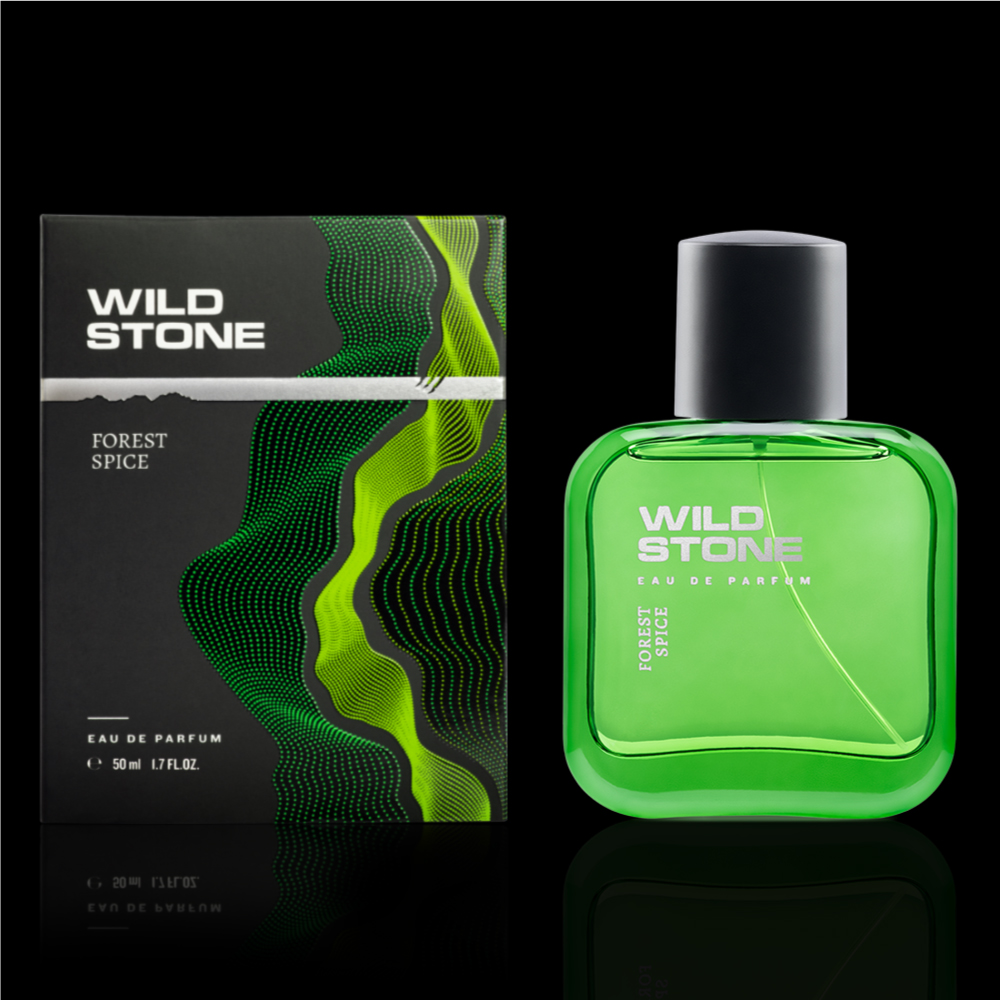 WILD
STONE
FOREST
SPICE
EAU DE PARFUM
℮ 50 ml 1.7 FL.OZ.
WILD
STONE
EAU DE PARFUM
FOREST
SPICE